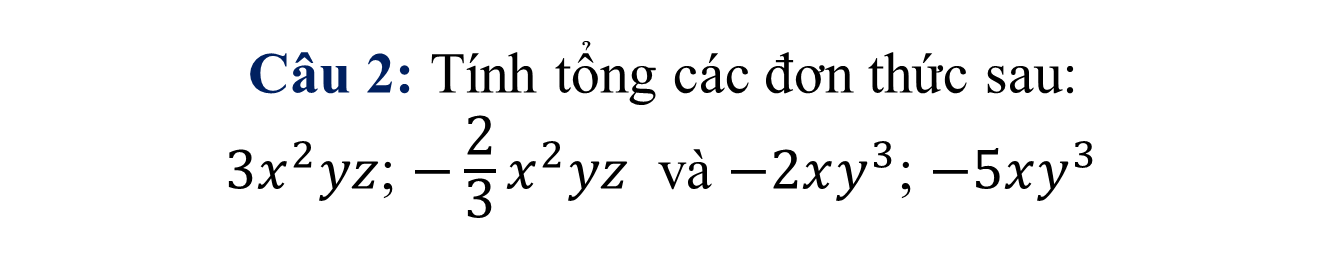 Câu 2: Tính tổng các đơn thức sau:
3x²yz; −2/3x²yz và −2xy³; −5xy³